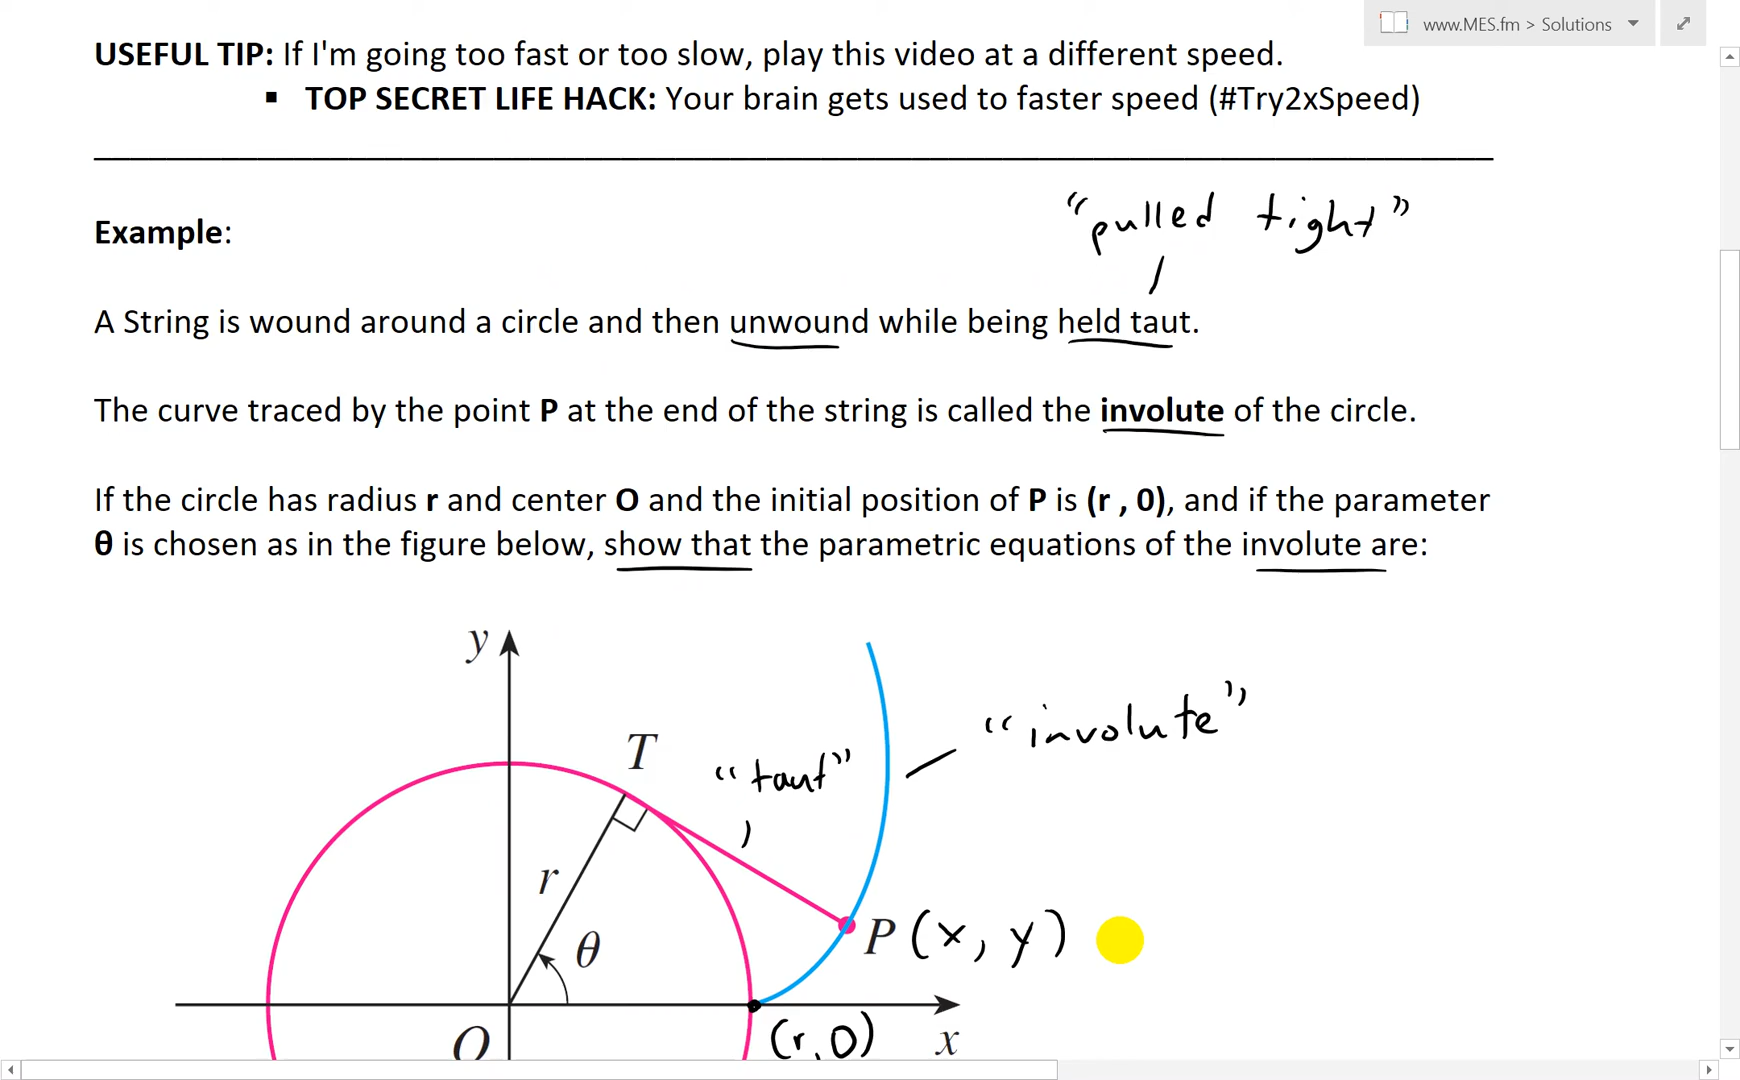 www.MES.fm > Solutions
USEFUL TIP: If I'm going too fast or too slow, play this video at a different speed.
▪ TOP SECRET LIFE HACK: Your brain gets used to faster speed (#Try2xSpeed)
"pulled tight"
Example:
A String is wound around a circle and then unwound while being held taut.
The curve traced by the point P at the end of the string is called the involute of the circle.
If the circle has radius r and center O and the initial position of P is (r , 0), and if the parameter
θ is chosen as in the figure below, show that the parametric equations of the involute are:
y
T
"taut"
"involute"
r
θ
P (x, y)
O
(r, 0)
x